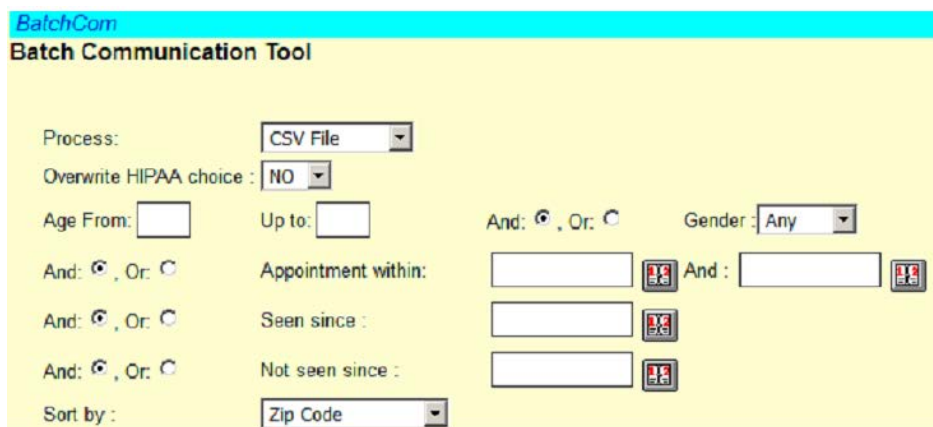 BatchCom
Batch Communication Tool
Process: CSV File
Overwrite HIPAA choice : NO
Age From: Up to: And: , Or: Gender : Any
And: , Or: Appointment within: And :
And: , Or: Seen since :
And: , Or: Not seen since :
Sort by : Zip Code